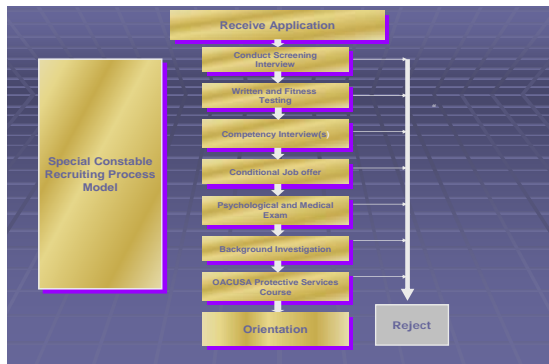 Receive Application
Conduct Screening
Interview
Written and Fitness
Testing
Competency Interview(s)
Special Constable
Recruiting Process
Model
Conditional Job offer
Psychological and Medical
Exam
Background Investigation
OACUSA Protective Services
Course
Orientation
Reject